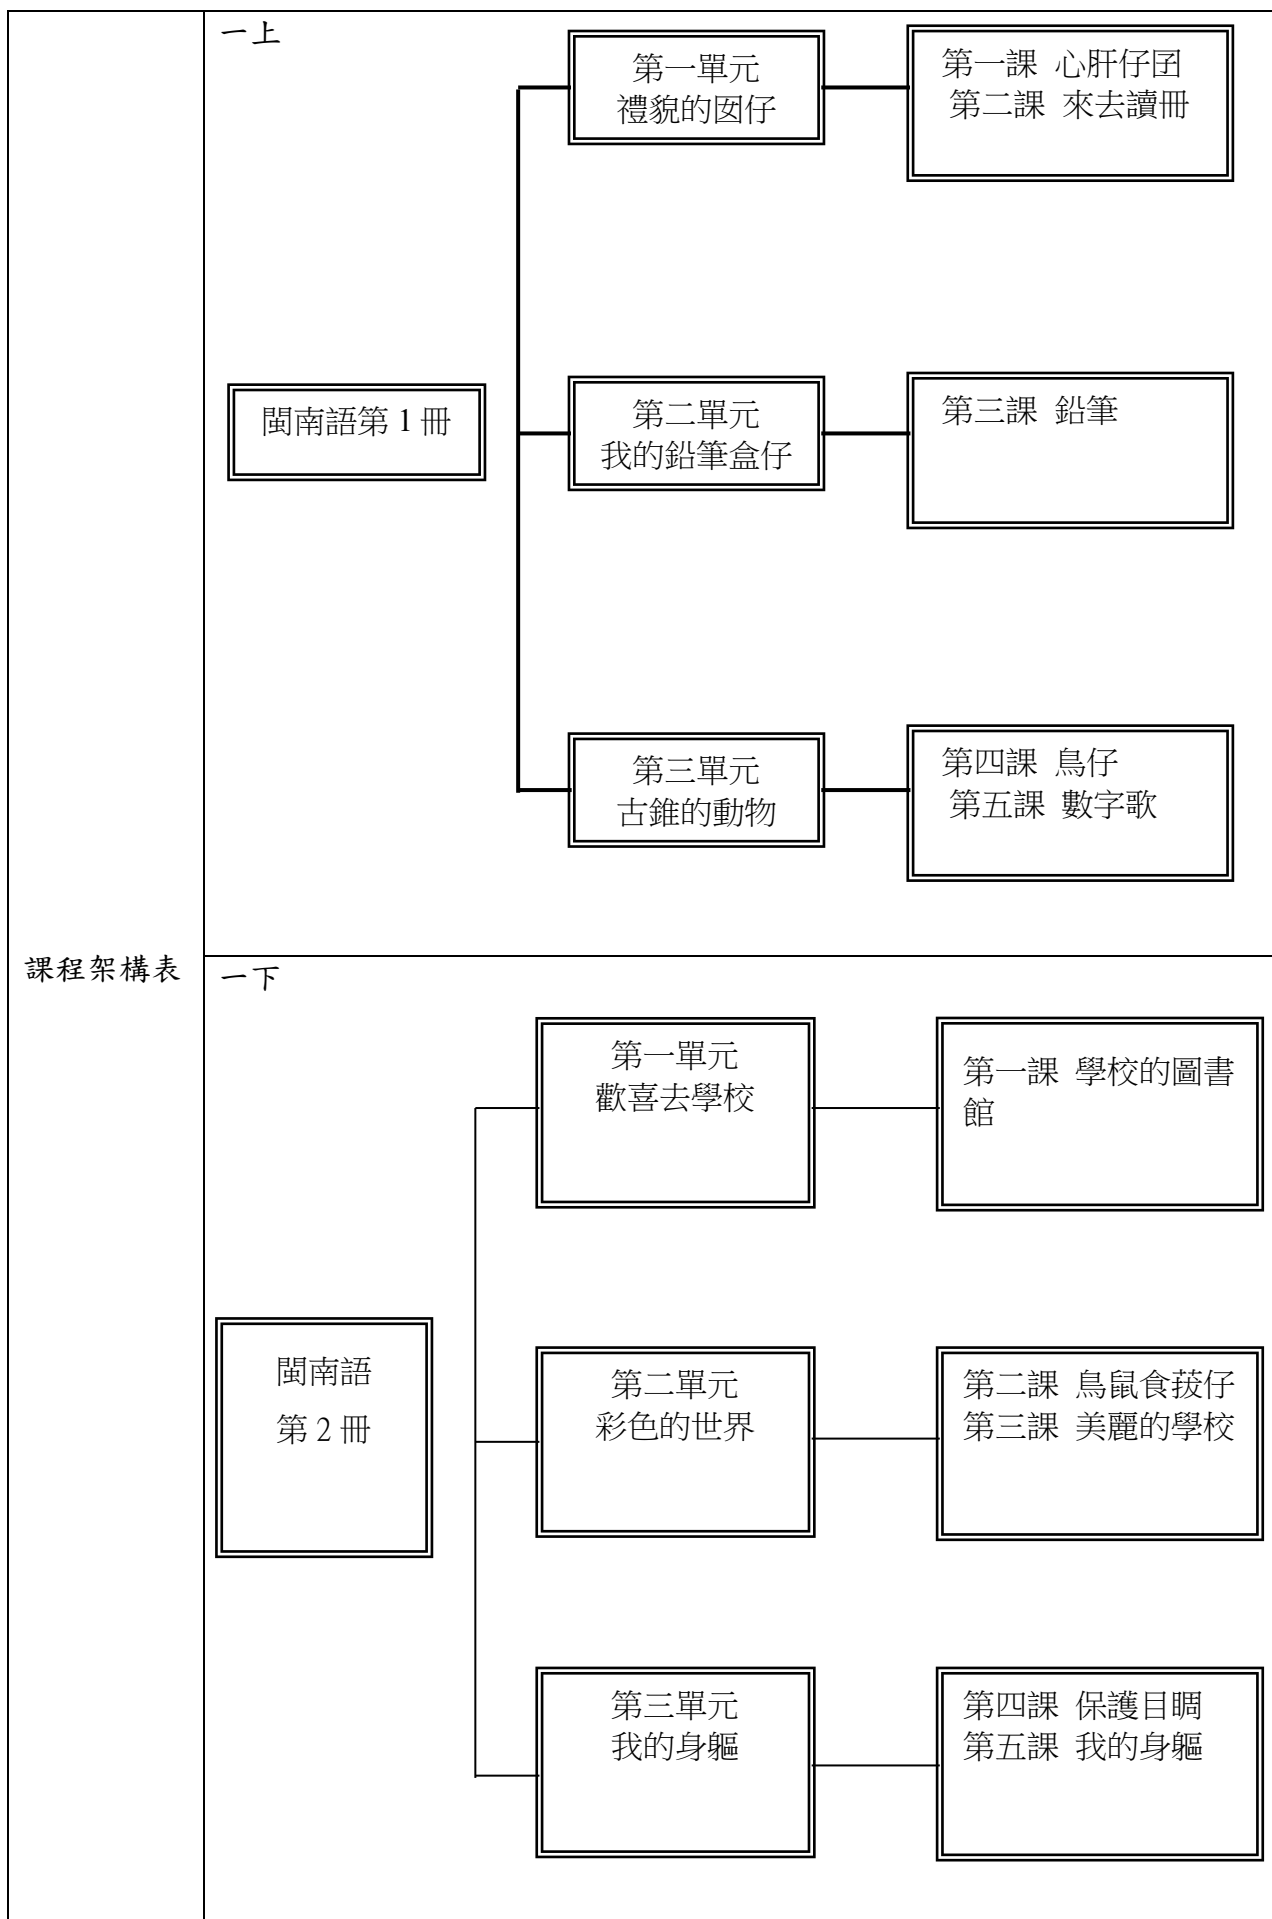 課程架構表
一上
閩南語第 1 冊
第一單元
禮貌的囡仔
第一課 心肝仔囝
第二課 來去讀冊
第二單元
我的鉛筆盒仔
第三課 鉛筆
第三單元
古錐的動物
第四課 鳥仔
第五課 數字歌
一下
閩南語
第 2 冊
第一單元
歡喜去學校
第一課 學校的圖書
館
第二單元
彩色的世界
第二課 鳥鼠食菝仔
第三課 美麗的學校
第三單元
我的身軀
第四課 保護目睭
第五課 我的身軀